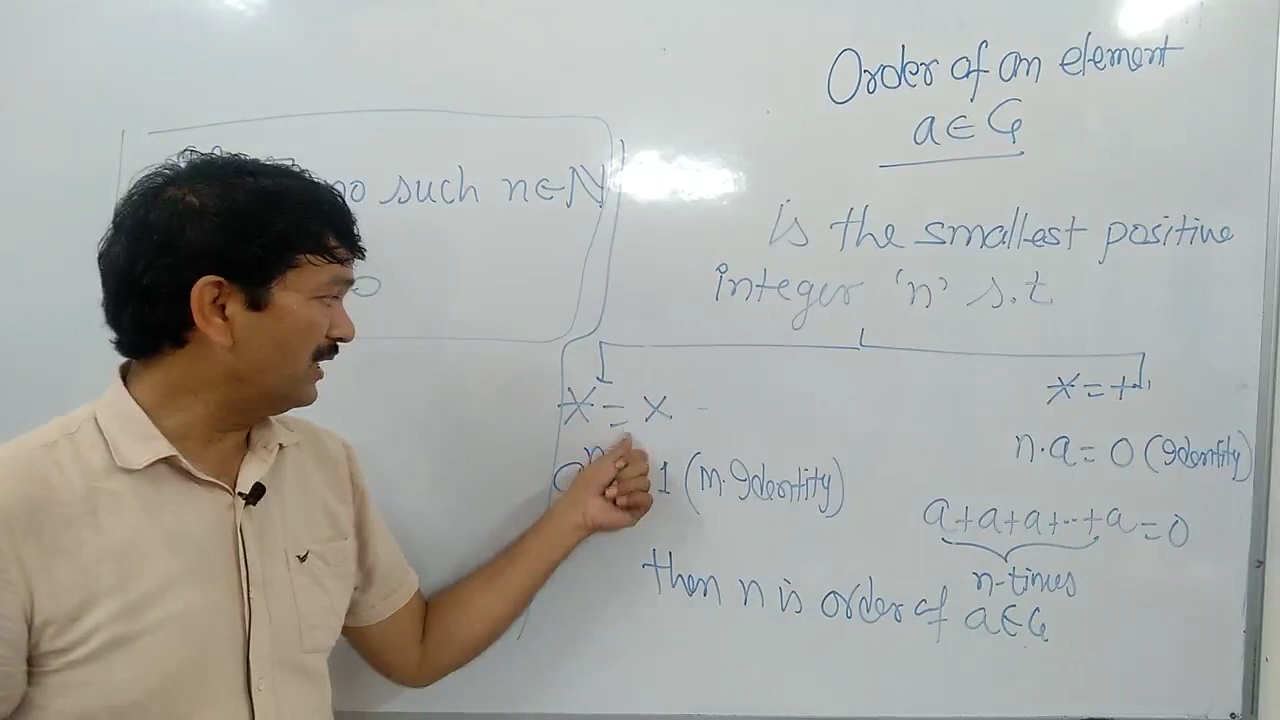 Order of an element
a ∈ G
is the smallest positive
integer 'n' s.t
no such n ∈ N
* = ×
1 (M. Identity)
* = +
n·a = 0 (Identity)
a+a+a+--+a = 0
n-times
then n is order of a ∈ G